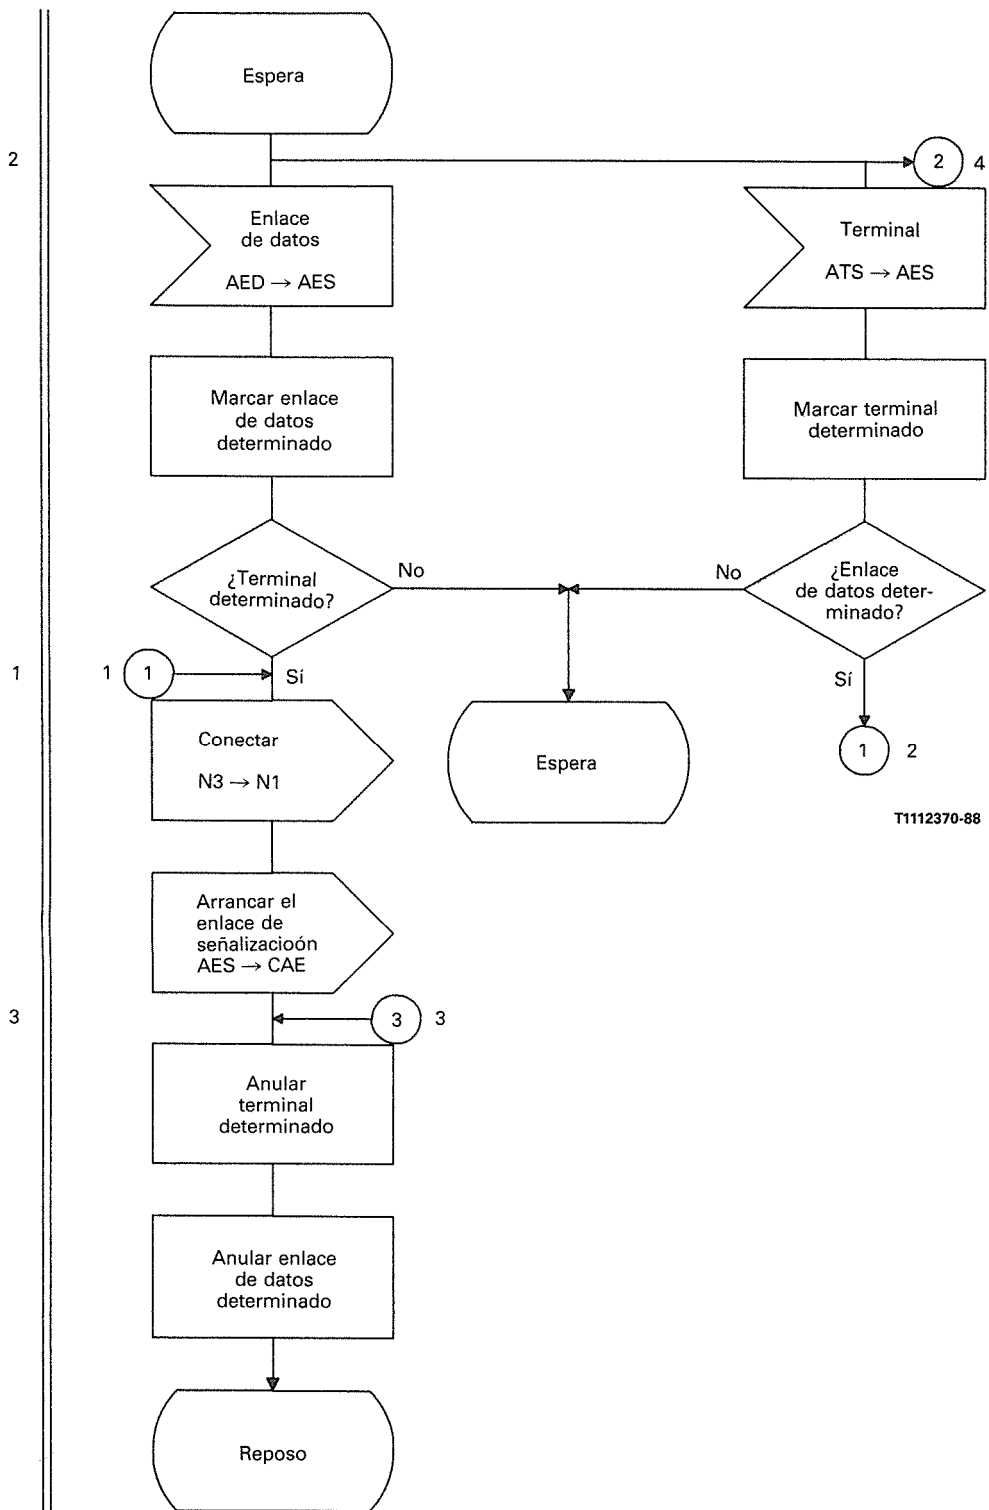 Espera
2
2
4
Enlace
de datos
AED → AES
Terminal
ATS → AES
Marcar enlace
de datos
determinado
Marcar terminal
determinado
¿Terminal
determinado?
No
No
¿Enlace
de datos deter-
minado?
1
1
1
Sí
Sí
Conectar
N3 → N1
Espera
1
2
T1112370-88
Arrancar el
enlace de
señalizacioón
AES → CAE
3
3
3
Anular
terminal
determinado
Anular enlace
de datos
determinado
Reposo